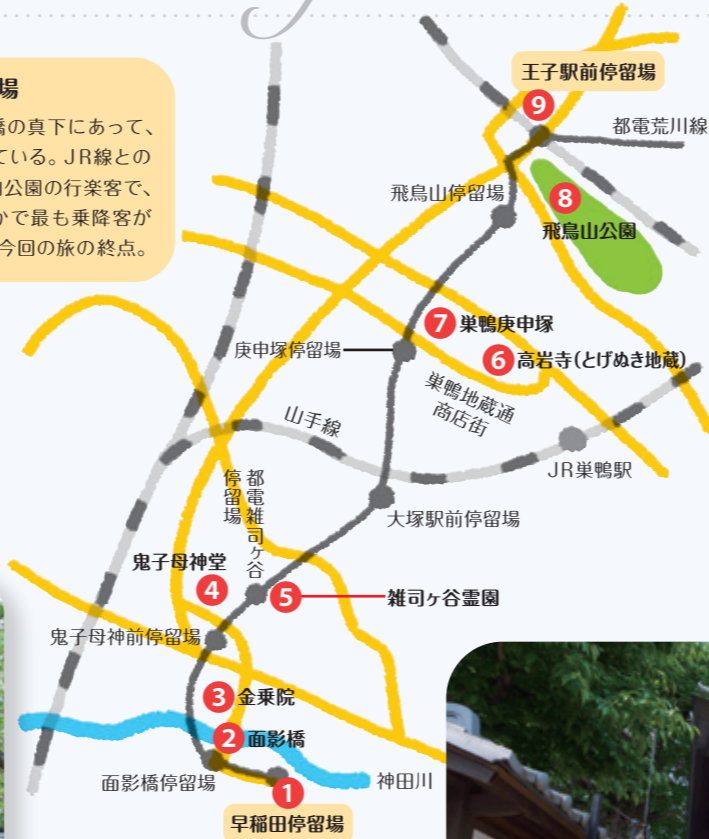 場
橋の真下にあって、
ている。JR線との
山公園の行楽客で、
かで最も乗降客が
今回の旅の終点。
王子駅前停留場
9
都電荒川線
飛鳥山停留場
8
飛鳥山公園
7 巣鴨庚申塚
庚申塚停留場
6 高岩寺(とげぬき地蔵)
巣鴨地蔵通
商店街
山手線
JR巣鴨駅
都電雑司ヶ谷
停留場
大塚駅前停留場
鬼子母神堂
4
5
雑司ヶ谷霊園
鬼子母神前停留場
3 金乗院
2 面影橋
面影橋停留場
神田川
1
早稲田停留場